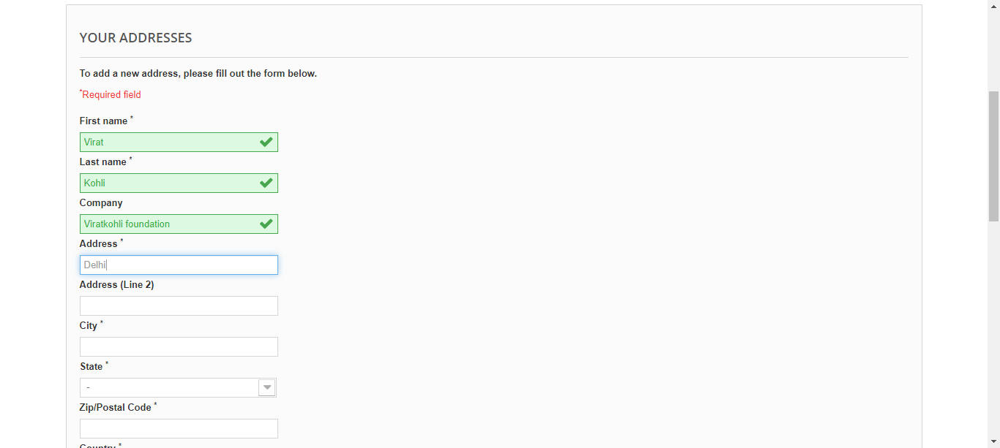 YOUR ADDRESSES
To add a new address, please fill out the form below.
*Required field
First name *
Virat
Last name *
Kohli
Company
Viratkohli foundation
Address *
Delhi
Address (Line 2)
City *
State *
-
Zip/Postal Code *
Country *